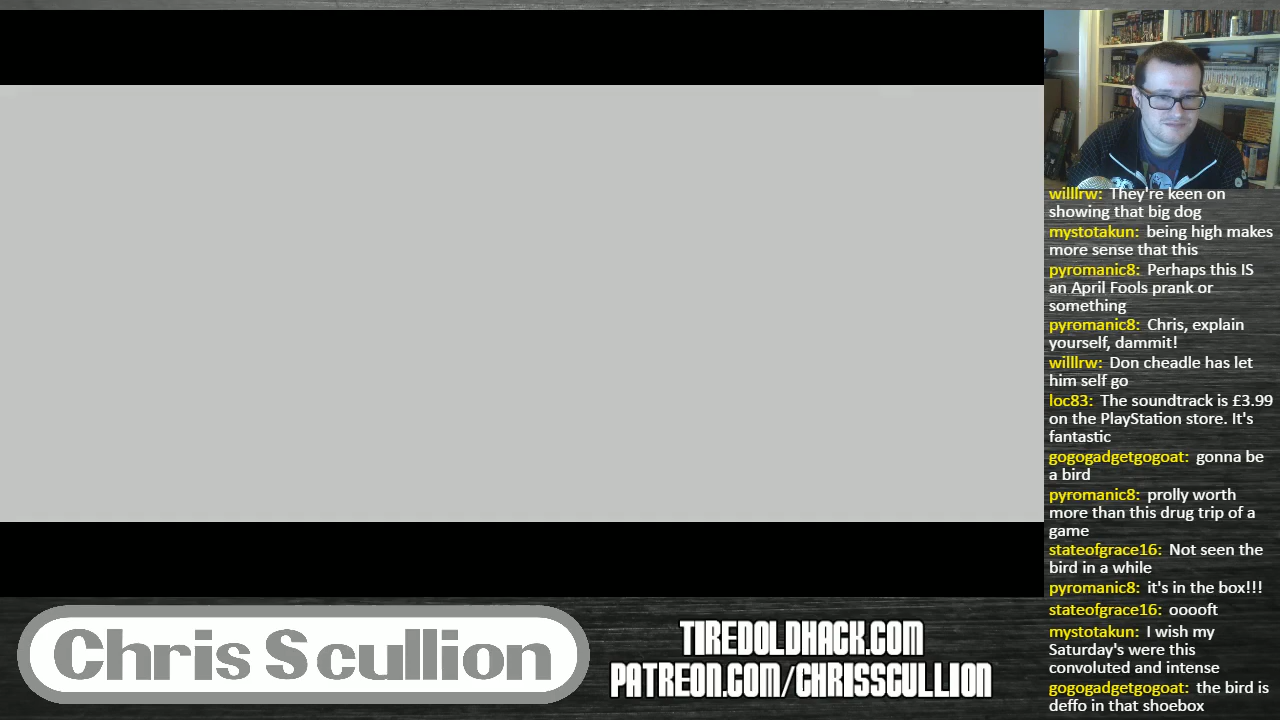 willlrw: They're keen on
showing that big dog
mystotakun: being high makes
more sense that this
pyromanic8: Perhaps this IS
an April Fools prank or
something
pyromanic8: Chris, explain
yourself, dammit!
willlrw: Don cheadle has let
him self go
loc83: The soundtrack is £3.99
on the PlayStation store. It's
fantastic
gogogadgetgogoat: gonna be
a bird
pyromanic8: prolly worth
more than this drug trip of a
game
stateofgrace16: Not seen the
bird in a while
pyromanic8: it's in the box!!!
stateofgrace16: ooooft
mystotakun: I wish my
Saturday's were this
convoluted and intense
gogogadgetgogoat: the bird is
deffo in that shoebox
Chris Scullion
TIREDOLDHACK.COM
PATREON.COM/CHRISSCULLION